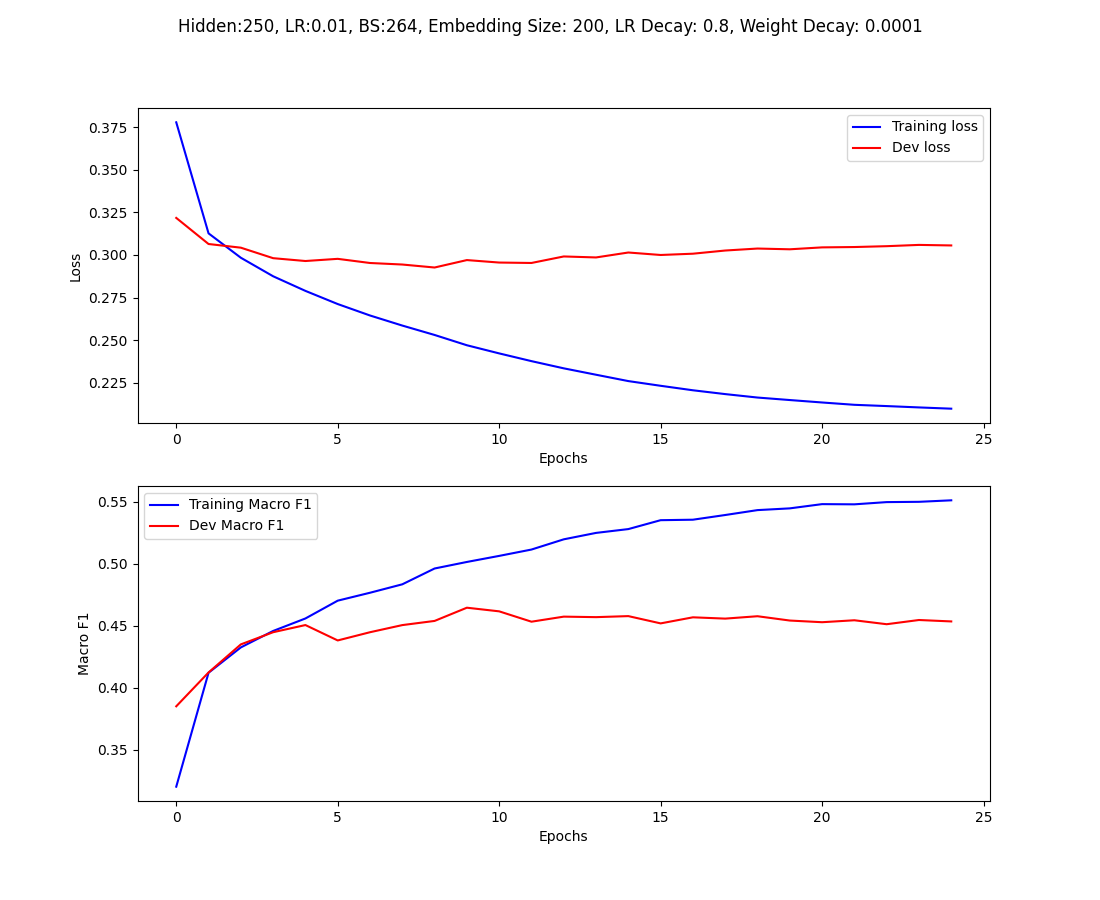 Hidden:250, LR:0.01, BS:264, Embedding Size: 200, LR Decay: 0.8, Weight Decay: 0.0001
Training loss
Dev loss
0.375
0.350
0.325
0.300
0.275
0.250
0.225
Loss
0 5 10 15 20 25
Epochs
Training Macro F1
Dev Macro F1
0.55
0.50
0.45
0.40
0.35
Macro F1
0 5 10 15 20 25
Epochs